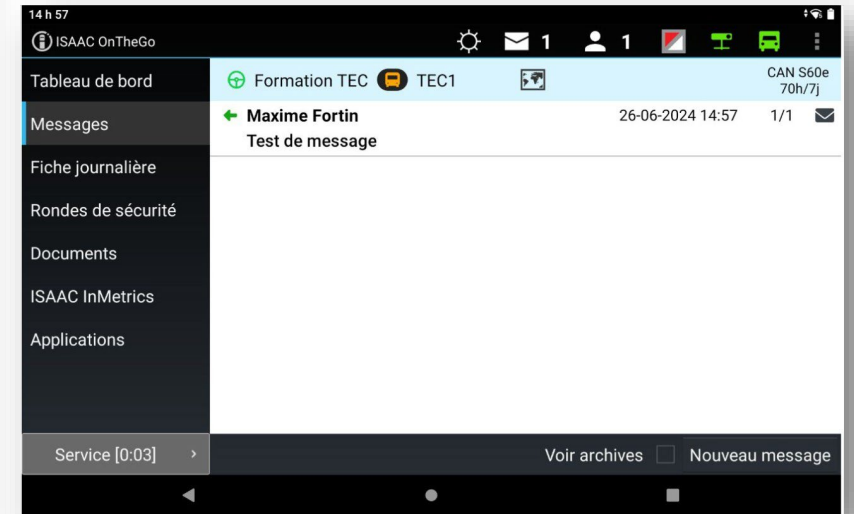 14 h 57
ISAAC OnTheGo
1
1
Tableau de bord
Messages
Fiche journalière
Rondes de sécurité
Documents
ISAAC InMetrics
Applications
Service [0:03]
Formation TEC TEC1
CAN S60e
70h/7j
Maxime Fortin 26-06-2024 14:57 1/1
Test de message
Voir archives Nouveau message